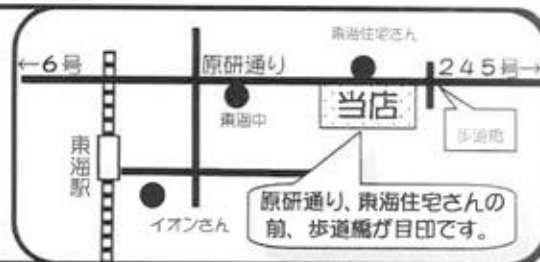 東海住宅さん
←6号
原研通り
245号→
東海中
当店
歩道橋
東海駅
イオンさん
原研通り、東海住宅さんの
前、歩道橋が目印です。